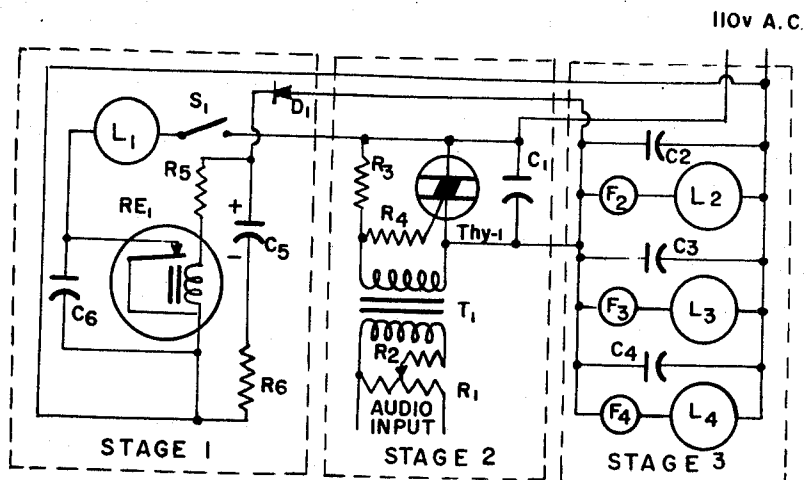 110v A.C.
S₁
D₁
L₁
R₅
R₃
C₁
C2
F₂
L₂
RE₁
+
C₅
R₄
Thy-1
−
C3
C₆
T₁
F₃
L₃
R2
C₄
R₆
R₁
AUDIO
INPUT
F₄
L₄
STAGE 1
STAGE 2
STAGE 3